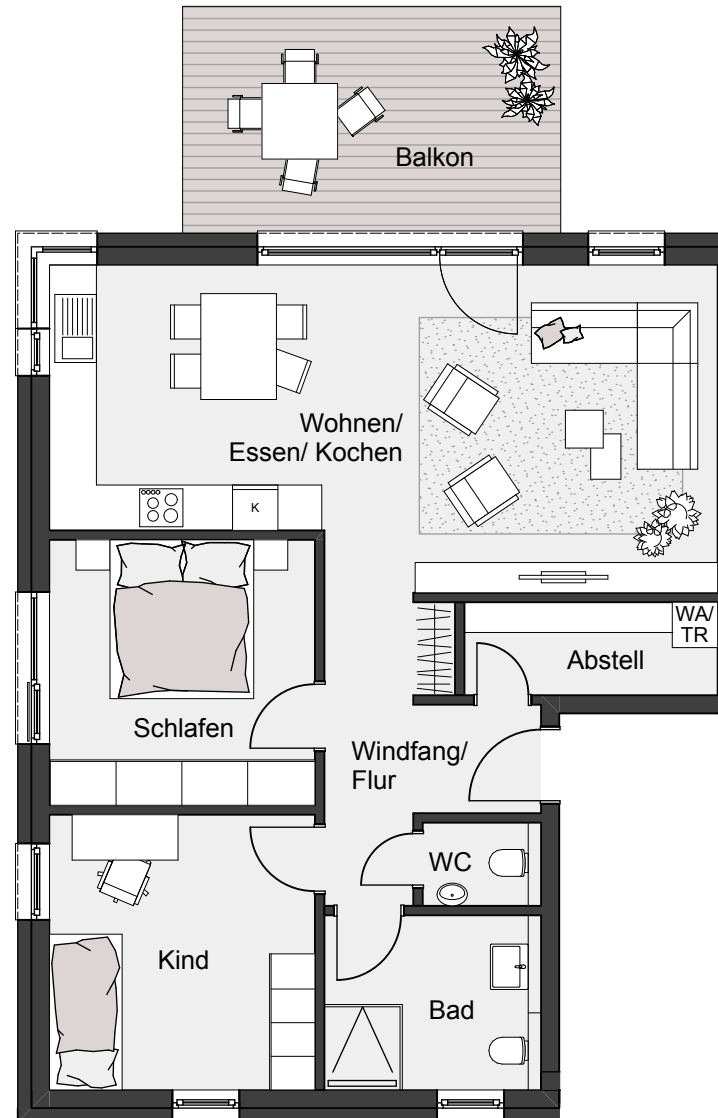 Balkon
Wohnen/
Essen/ Kochen
K
WA/
TR
Abstell
Schlafen
Windfang/
Flur
WC
Kind
Bad